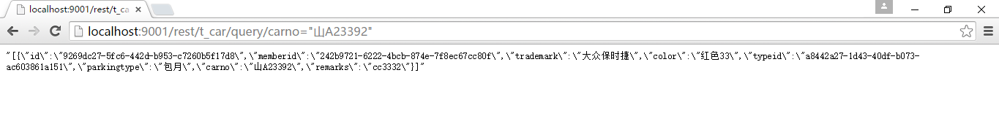 localhost:9001/rest/t_ca
localhost:9001/rest/t_car/query/carno="山A23392"
"[{\"id\":\"9269dc27-5fc6-442d-b953-c7260b5f17d8\",\"memberid\":\"242b9721-6222-4bcb-874e-7f8ec67cc80f\",\"trademark\":\"大众保时捷\",\"color\":\"红色33\",\"typeid\":\"a8442a27-1d43-40df-b073-
ac603861a151\",\"parkingtype\":\"包月\",\"carno\":\"山A23392\",\"remarks\":\"cc3332\"}]"